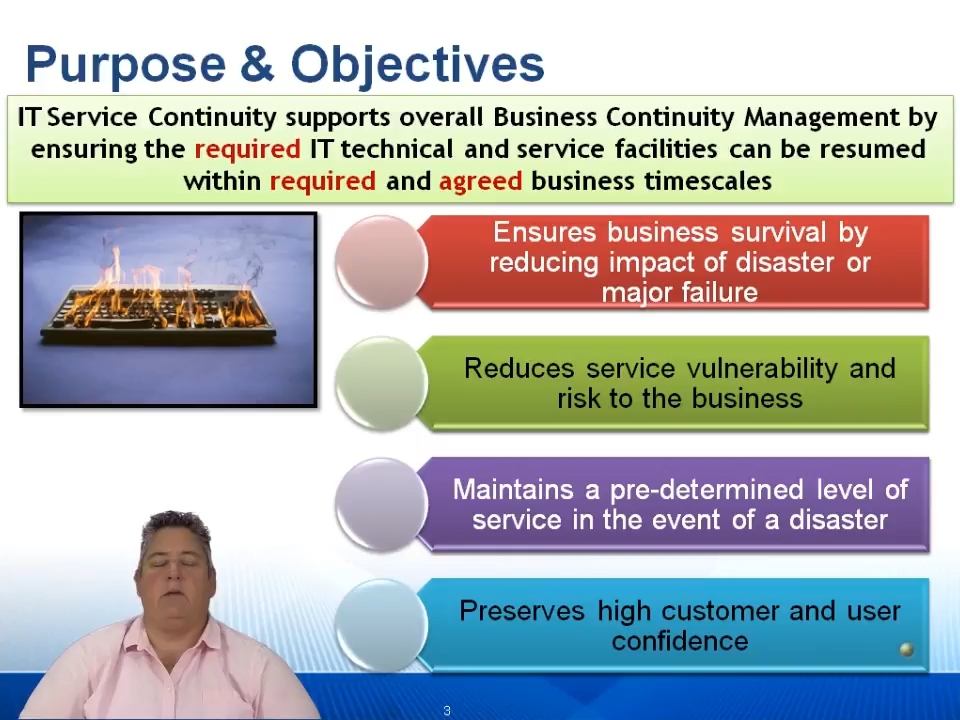 Purpose & Objectives
IT Service Continuity supports overall Business Continuity Management by
ensuring the required IT technical and service facilities can be resumed
within required and agreed business timescales
Ensures business survival by
reducing impact of disaster or
major failure
Reduces service vulnerability and
risk to the business
Maintains a pre-determined level of
service in the event of a disaster
Preserves high customer and user
confidence
3